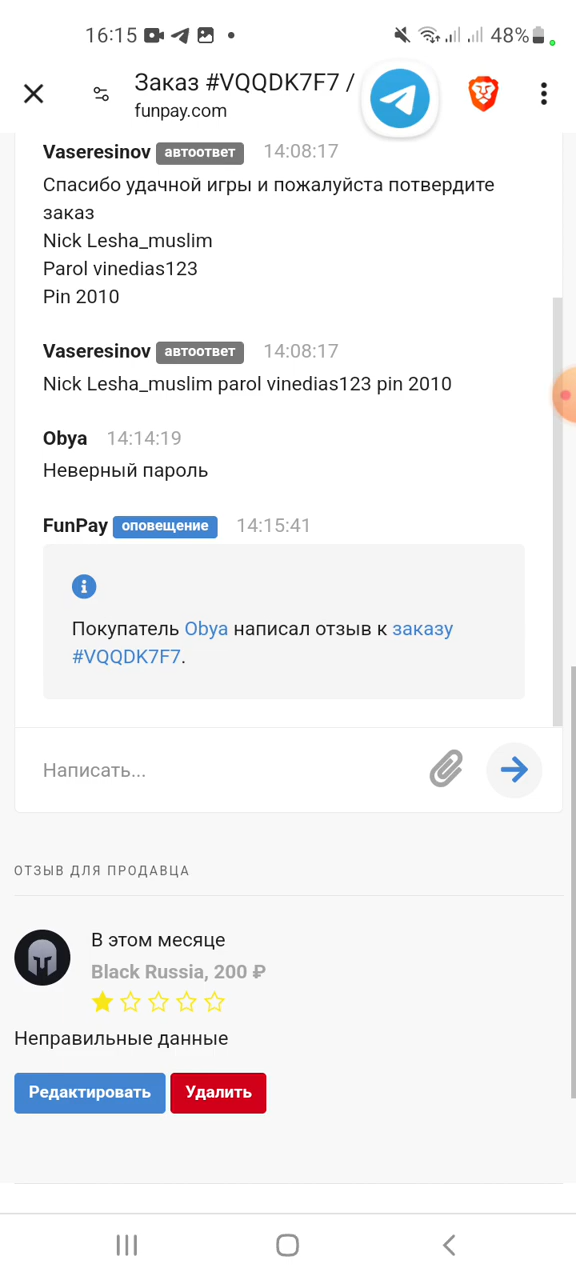 16:15 48%
Заказ #VQQDK7F7 /
funpay.com
Vaseresinov автоответ 14:08:17
Спасибо удачной игры и пожалуйста потвердите
заказ
Nick Lesha_muslim
Parol vinedias123
Pin 2010
Vaseresinov автоответ 14:08:17
Nick Lesha_muslim parol vinedias123 pin 2010
Obya 14:14:19
Неверный пароль
FunPay оповещение 14:15:41
Покупатель Obya написал отзыв к заказу
#VQQDK7F7.
Написать...
ОТЗЫВ ДЛЯ ПРОДАВЦА
В этом месяце
Black Russia, 200 ₽
Неправильные данные
Редактировать Удалить